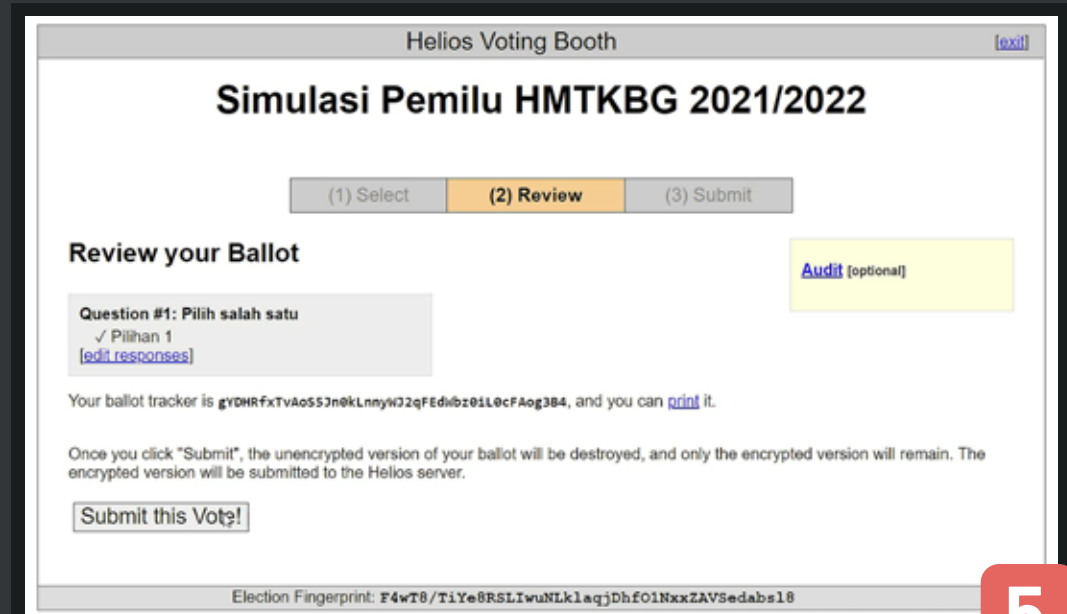 Helios Voting Booth
[exit]
Simulasi Pemilu HMTKBG 2021/2022
(1) Select
(2) Review
(3) Submit
Review your Ballot
Audit [optional]
Question #1: Pilih salah satu
✓ Pilihan 1
[edit responses]
Your ballot tracker is gYDHRfxTvAoS5Jn0kLnnyWJ2qFEdWbz0iL0cFAog3B4, and you can print it.
Once you click "Submit", the unencrypted version of your ballot will be destroyed, and only the encrypted version will remain. The
encrypted version will be submitted to the Helios server.
Submit this Vote!
Election Fingerprint: F4wT8/TiYe8RSLIwuNLklaqjDhfO1NxxZAVSedabsl8
5